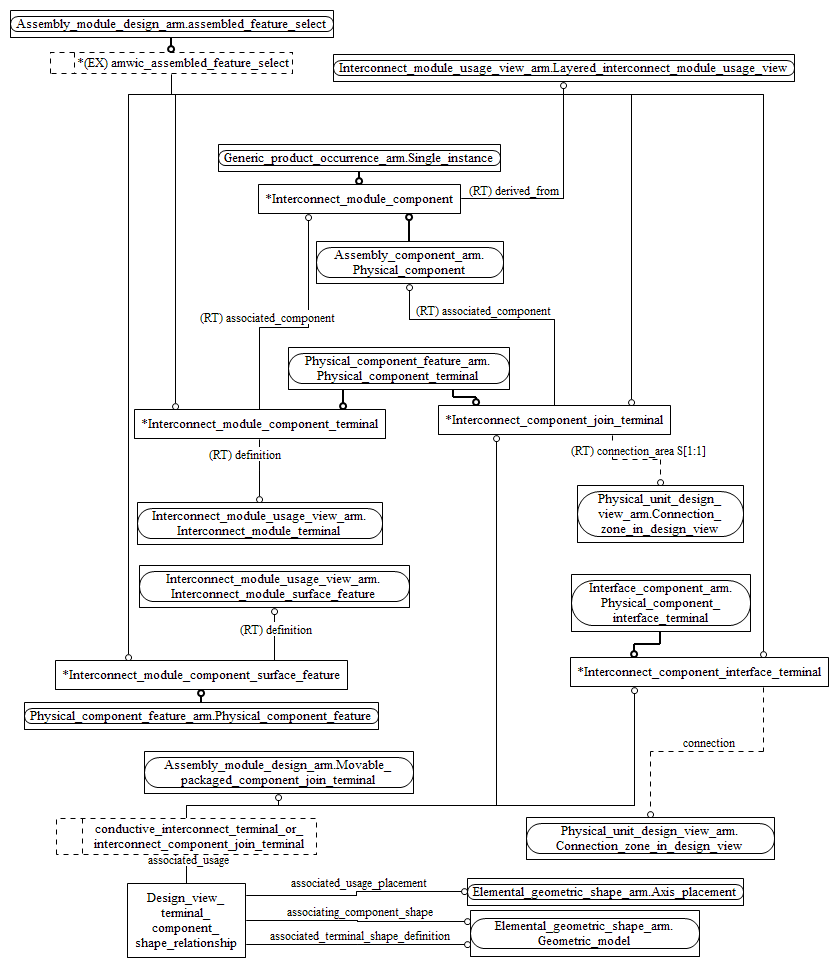 Assembly_module_design_arm.assembled_feature_select
*(EX) amwic_assembled_feature_select
Interconnect_module_usage_view_arm.Layered_interconnect_module_usage_view
Generic_product_occurrence_arm.Single_instance
(RT) derived_from
*Interconnect_module_component
Assembly_component_arm.
Physical_component
(RT) associated_component
(RT) associated_component
Physical_component_feature_arm.
Physical_component_terminal
*Interconnect_module_component_terminal
*Interconnect_component_join_terminal
(RT) definition
(RT) connection_area S[1:1]
Interconnect_module_usage_view_arm.
Interconnect_module_terminal
Physical_unit_design_
view_arm.Connection_
zone_in_design_view
Interconnect_module_usage_view_arm.
Interconnect_module_surface_feature
Interface_component_arm.
Physical_component_
interface_terminal
(RT) definition
*Interconnect_module_component_surface_feature
*Interconnect_component_interface_terminal
Physical_component_feature_arm.Physical_component_feature
connection
Assembly_module_design_arm.Movable_
packaged_component_join_terminal
conductive_interconnect_terminal_or_
interconnect_component_join_terminal
Physical_unit_design_view_arm.
Connection_zone_in_design_view
associated_usage
Design_view_
terminal_
component_
shape_relationship
associated_usage_placement
Elemental_geometric_shape_arm.Axis_placement
associating_component_shape
Elemental_geometric_shape_arm.
Geometric_model
associated_terminal_shape_definition